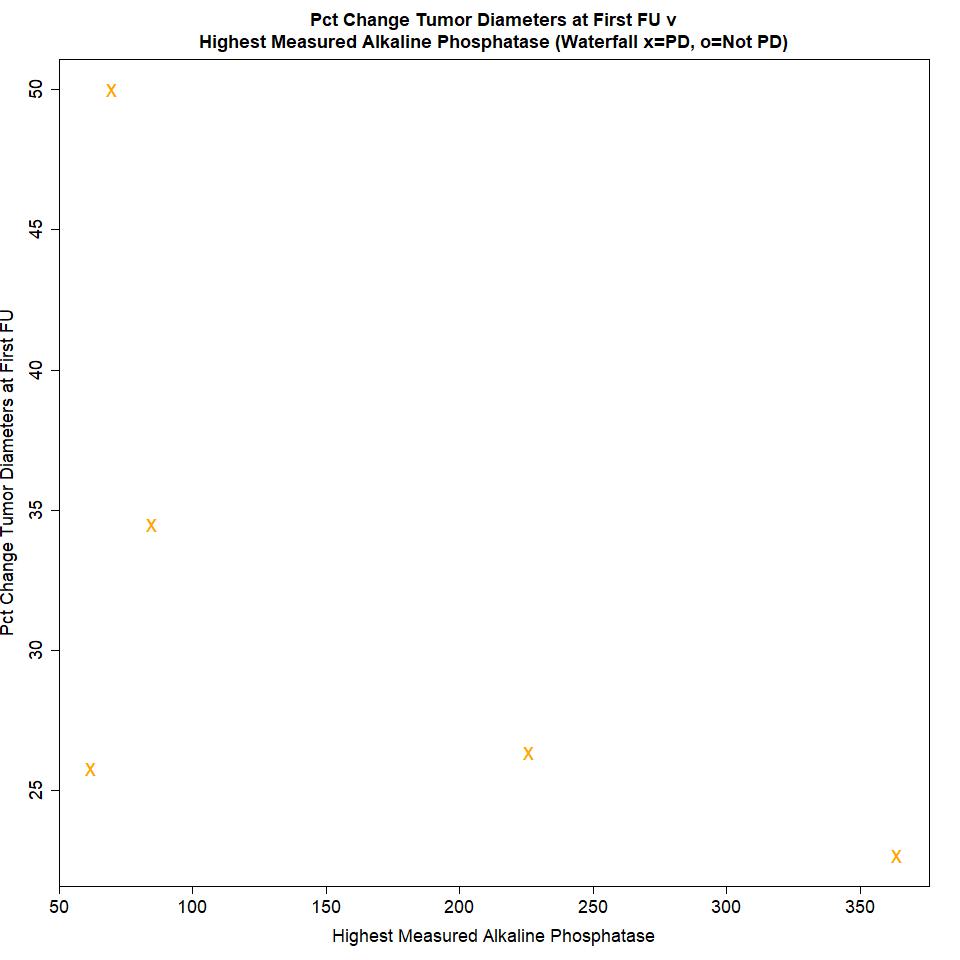 Pct Change Tumor Diameters at First FU v
Highest Measured Alkaline Phosphatase (Waterfall x=PD, o=Not PD)
Pct Change Tumor Diameters at First FU
50
45
40
35
30
25
X
X
X
X
X
50 100 150 200 250 300 350
Highest Measured Alkaline Phosphatase